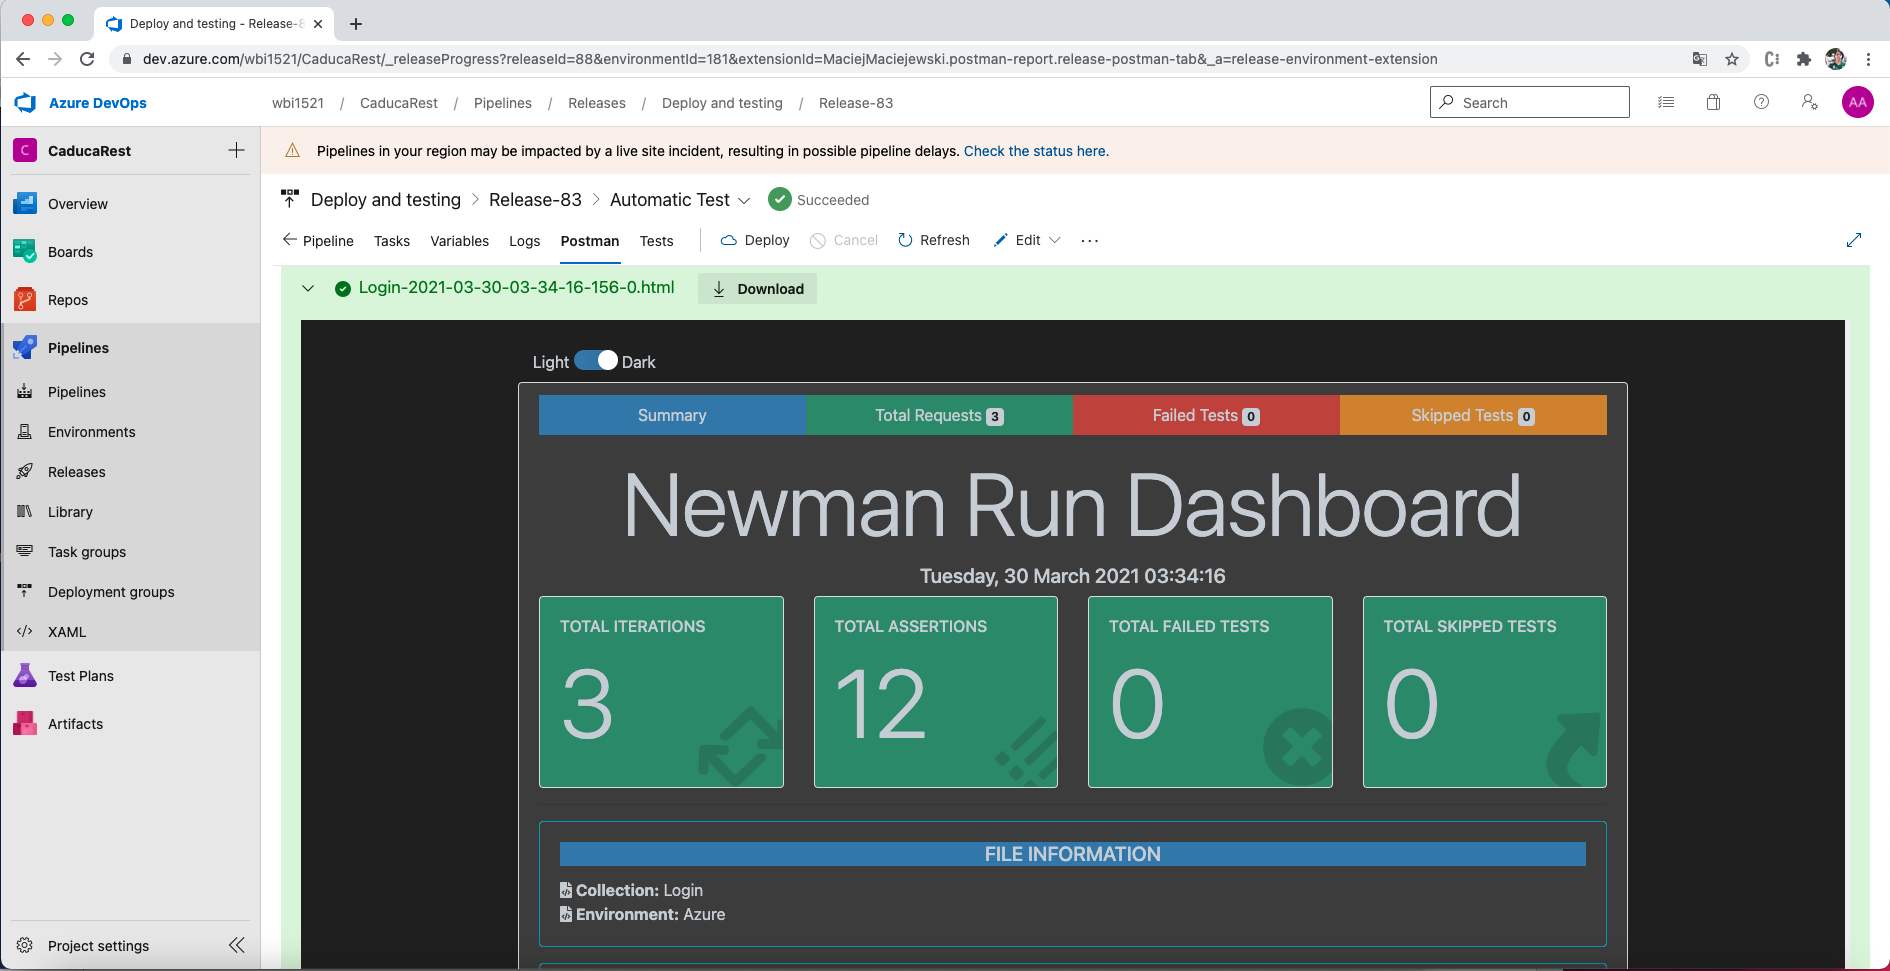 Deploy and testing - Release-8
dev.azure.com/wbi1521/CaducaRest/_releaseProgress?releaseId=88&environmentId=181&extensionId=MaciejMaciejewski.postman-report.release-postman-tab&_a=release-environment-extension
Azure DevOps
wbi1521 / CaducaRest / Pipelines / Releases / Deploy and testing / Release-83
Search
AA
C CaducaRest
Overview
Boards
Repos
Pipelines
Pipelines
Environments
Releases
Library
Task groups
Deployment groups
XAML
Test Plans
Artifacts
Project settings
Pipelines in your region may be impacted by a live site incident, resulting in possible pipeline delays. Check the status here.
Deploy and testing > Release-83 > Automatic Test Succeeded
Pipeline Tasks Variables Logs Postman Tests Deploy Cancel Refresh Edit ...
Login-2021-03-30-03-34-16-156-0.html Download
Light Dark
Summary Total Requests 3 Failed Tests 0 Skipped Tests 0
Newman Run Dashboard
Tuesday, 30 March 2021 03:34:16
TOTAL ITERATIONS
3
TOTAL ASSERTIONS
12
TOTAL FAILED TESTS
0
TOTAL SKIPPED TESTS
0
FILE INFORMATION
Collection: Login
Environment: Azure